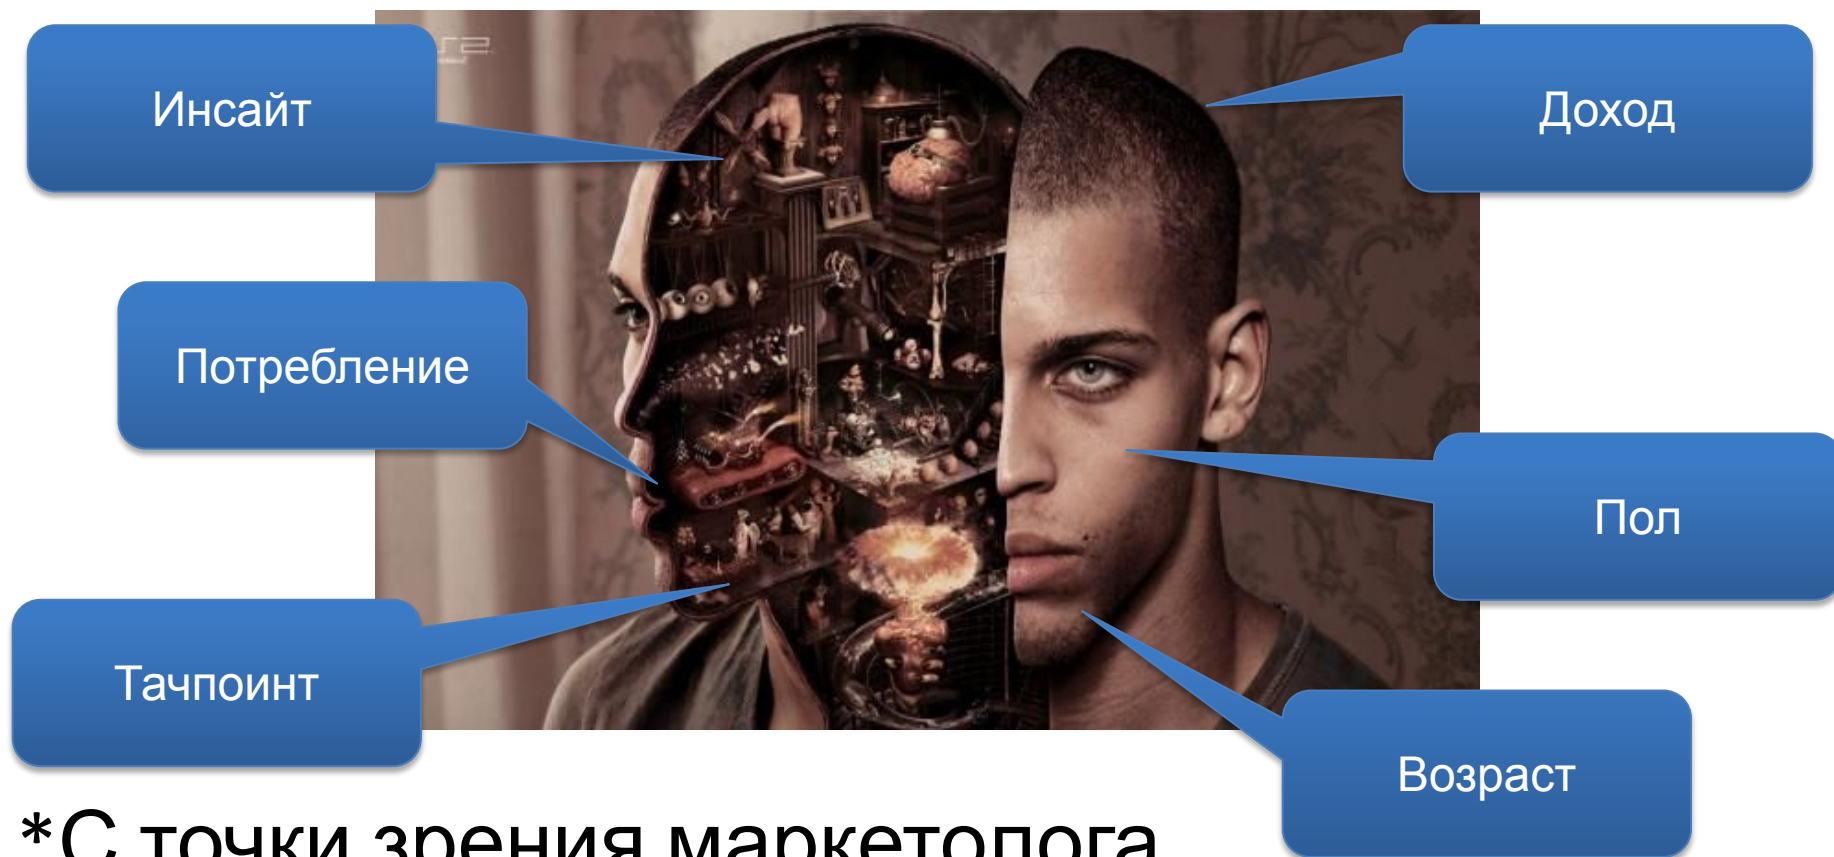 Инсайт
Доход
Потребление
Пол
Тачпоинт
Возраст
*С точки зрения маркетолога